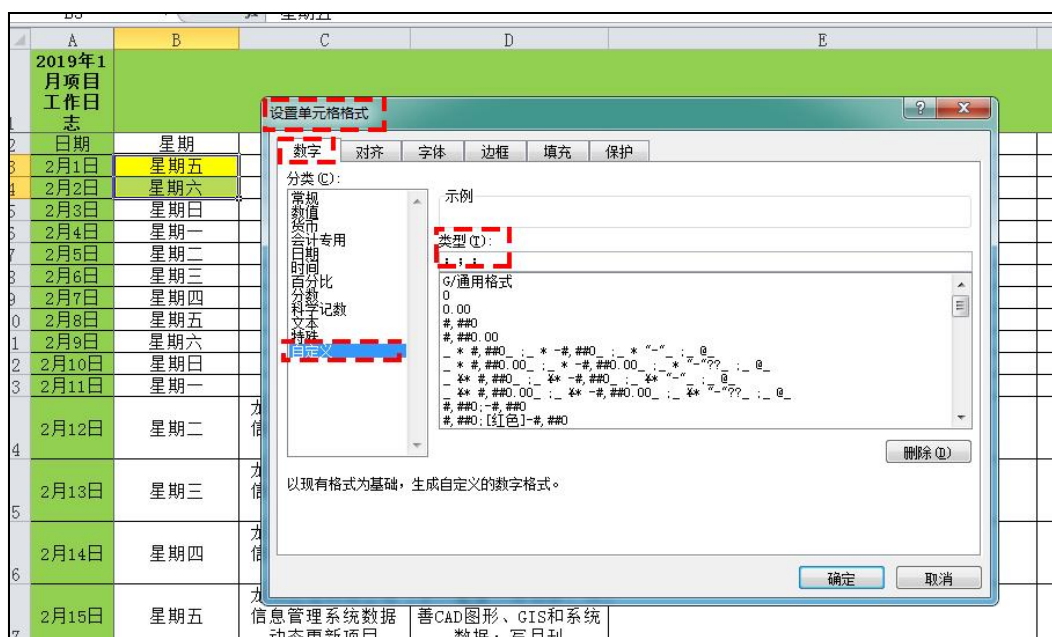 星期五
A B C D E
2019年1
月项目
工作日
志
日期 星期
2月1日 星期五
2月2日 星期六
2月3日 星期日
2月4日 星期一
2月5日 星期二
2月6日 星期三
2月7日 星期四
2月8日 星期五
2月9日 星期六
2月10日 星期日
2月11日 星期一
2月12日 星期二
2月13日 星期三
2月14日 星期四
2月15日 星期五
信息管理系统数据
善CAD图形、GIS和系统
设置单元格格式
数字 对齐 字体 边框 填充 保护
分类(C):
常规
数值
货币
会计专用
日期
时间
百分比
分数
科学记数
文本
特殊
自定义
示例
类型(T):
;;;
G/通用格式
0
0.00
#,##0
#,##0.00
_ * #,##0_ ;_ * -#,##0_ ;_ * "-"_ ;_ @_
_ * #,##0.00_ ;_ * -#,##0.00_ ;_ * "-"??_ ;_ @_
_ ¥* #,##0_ ;_ ¥* -#,##0_ ;_ ¥* "-"_ ;_ @_
_ ¥* #,##0.00_ ;_ ¥* -#,##0.00_ ;_ ¥* "-"??_ ;_ @_
#,##0;-#,##0
#,##0;[红色]-#,##0
删除(D)
以现有格式为基础，生成自定义的数字格式。
确定 取消